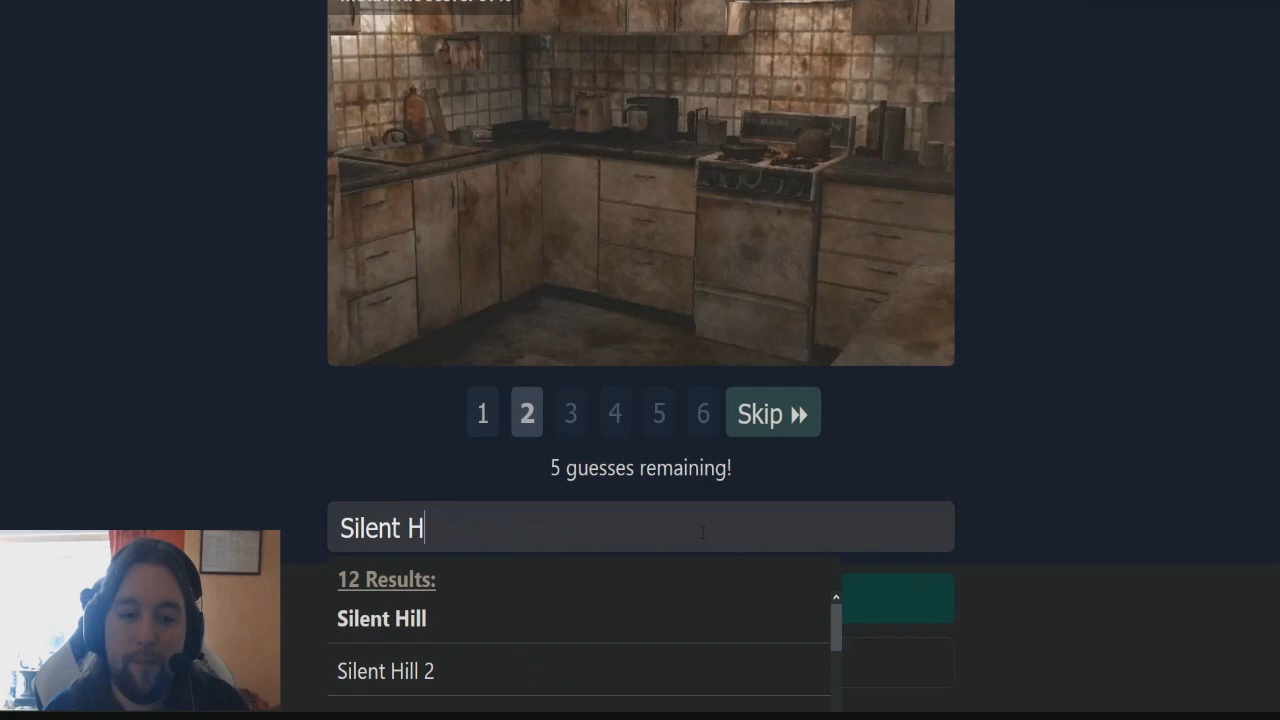 1 2 3 4 5 6 Skip
5 guesses remaining!
Silent H
12 Results:
Silent Hill
Silent Hill 2